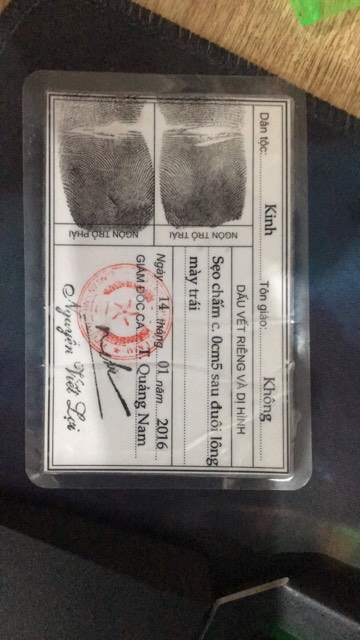 Dân tộc: Kinh Tôn giáo: Không
NGÓN TRỎ TRÁI
NGÓN TRỎ PHẢI
DẤU VẾT RIÊNG VÀ DỊ HÌNH
Sẹo chấm c. 0cm5 sau đuôi lông
mày trái
Ngày 14 tháng 01 năm 2016
GIÁM ĐỐC CA T Quảng Nam
Nguyễn Viết Lợi